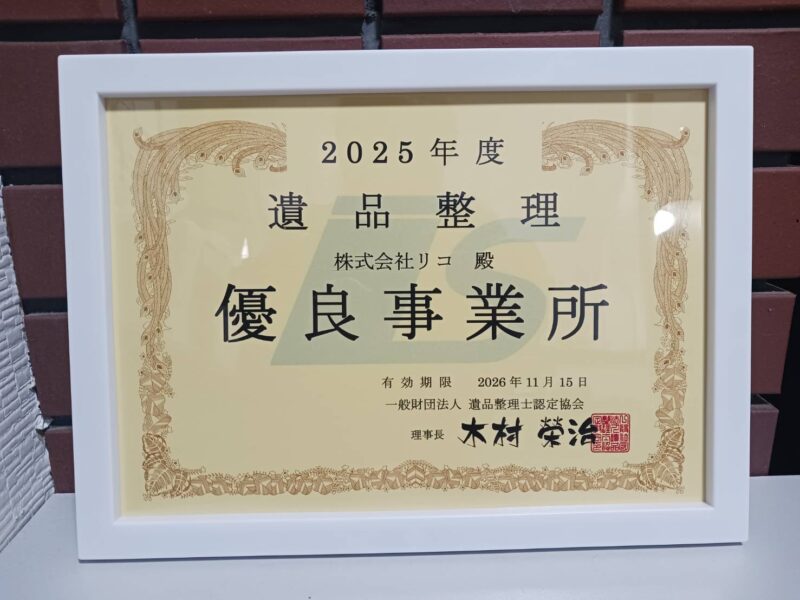 2025年度
遺品整理
株式会社リコ 殿
優良事業所
有効期限 2026年11月15日
一般財団法人 遺品整理士認定協会
理事長 木村 榮治